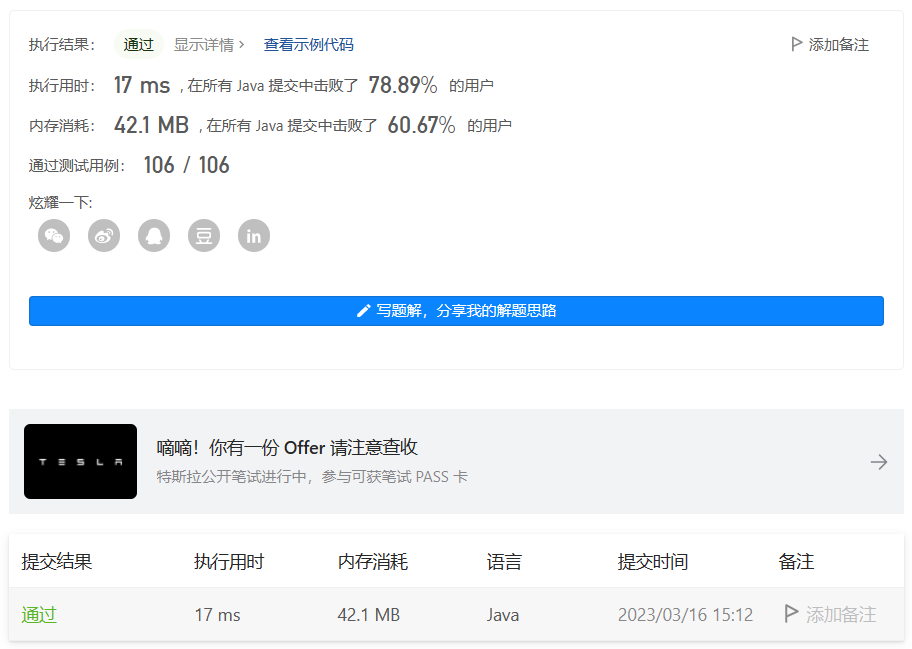 执行结果： 通过 显示详情 > 查看示例代码 添加备注
执行用时： 17 ms , 在所有 Java 提交中击败了 78.89% 的用户
内存消耗： 42.1 MB , 在所有 Java 提交中击败了 60.67% 的用户
通过测试用例： 106 / 106
炫耀一下:
豆 in
写题解，分享我的解题思路
TESLA
嘀嘀！你有一份 Offer 请注意查收
特斯拉公开笔试进行中，参与可获笔试 PASS 卡
提交结果 执行用时 内存消耗 语言 提交时间 备注
通过 17 ms 42.1 MB Java 2023/03/16 15:12 添加备注